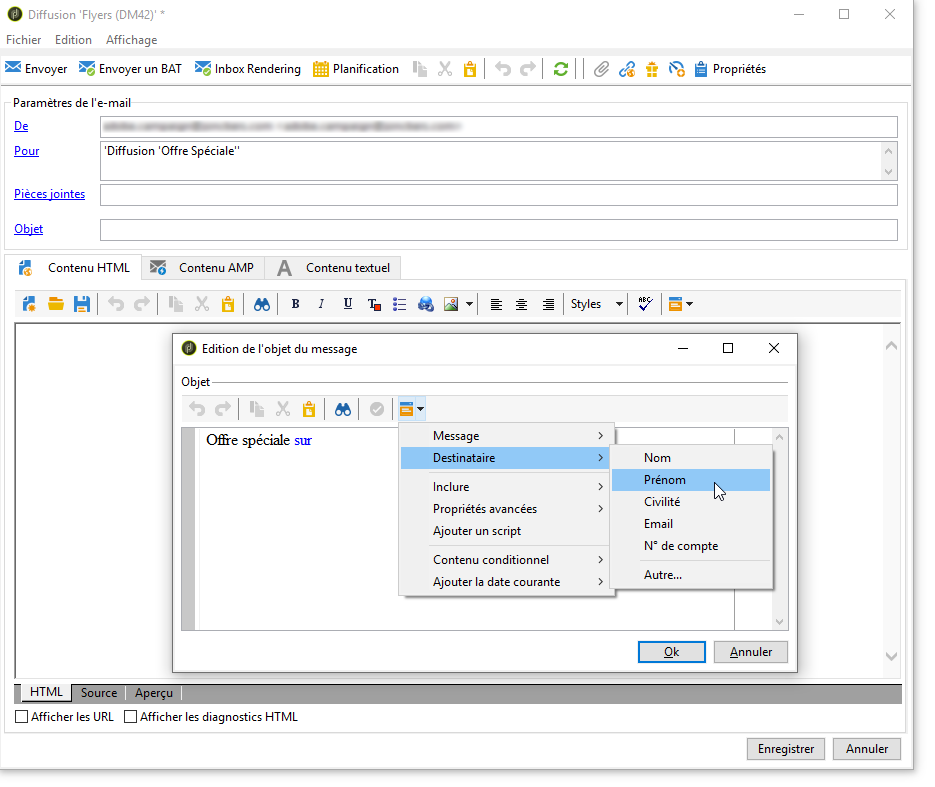 Diffusion 'Flyers (DM42)' *
Fichier Edition Affichage
Envoyer Envoyer un BAT Inbox Rendering Planification Propriétés
Paramètres de l'e-mail
De
Pour 'Diffusion 'Offre Spéciale''
Pièces jointes
Objet
Contenu HTML Contenu AMP Contenu textuel
B I U T Styles ABC
Edition de l'objet du message
Objet
Offre spéciale sur
Message
Destinataire
Inclure
Propriétés avancées
Ajouter un script
Contenu conditionnel
Ajouter la date courante
Nom
Prénom
Civilité
Email
N° de compte
Autre...
Ok Annuler
HTML Source Aperçu
Afficher les URL Afficher les diagnostics HTML
Enregistrer Annuler